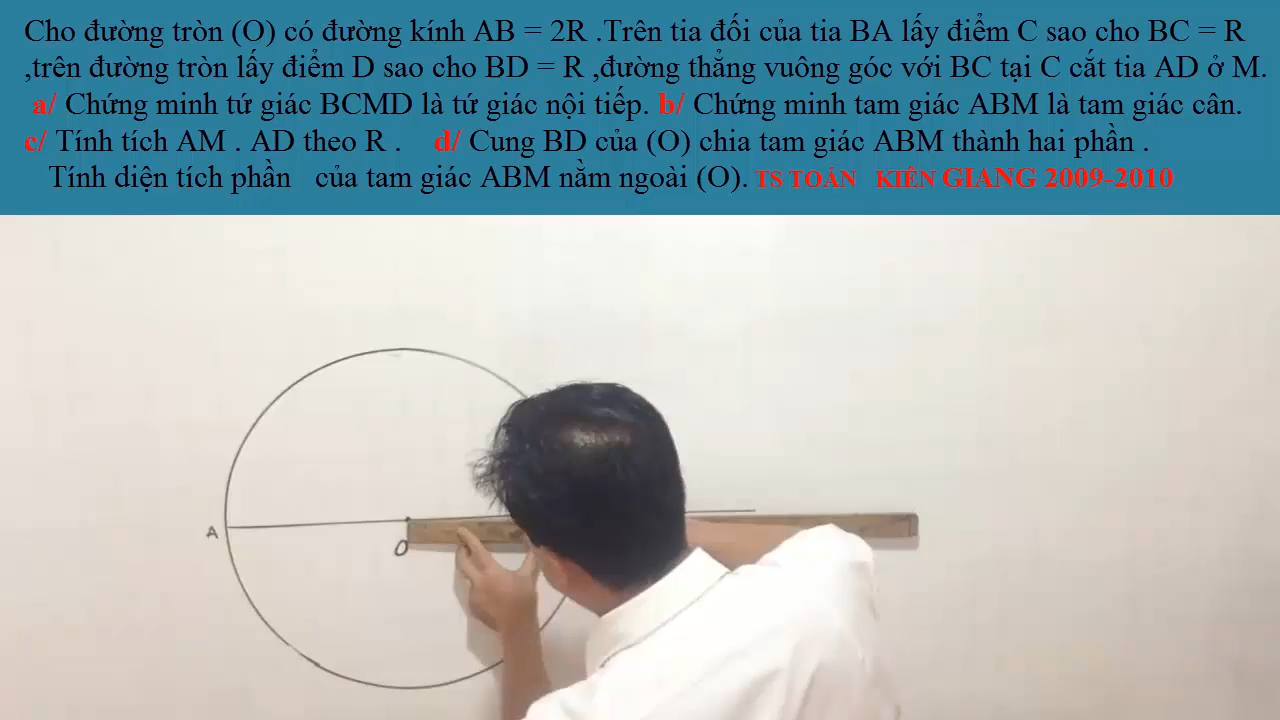 Cho đường tròn (O) có đường kính AB = 2R .Trên tia đối của tia BA lấy điểm C sao cho BC = R
,trên đường tròn lấy điểm D sao cho BD = R ,đường thẳng vuông góc với BC tại C cắt tia AD ở M.
a/ Chứng minh tứ giác BCMD là tứ giác nội tiếp. b/ Chứng minh tam giác ABM là tam giác cân.
c/ Tính tích AM . AD theo R . d/ Cung BD của (O) chia tam giác ABM thành hai phần .
Tính diện tích phần của tam giác ABM nằm ngoài (O). TS TOÁN KIÊN GIANG 2009-2010
A
O